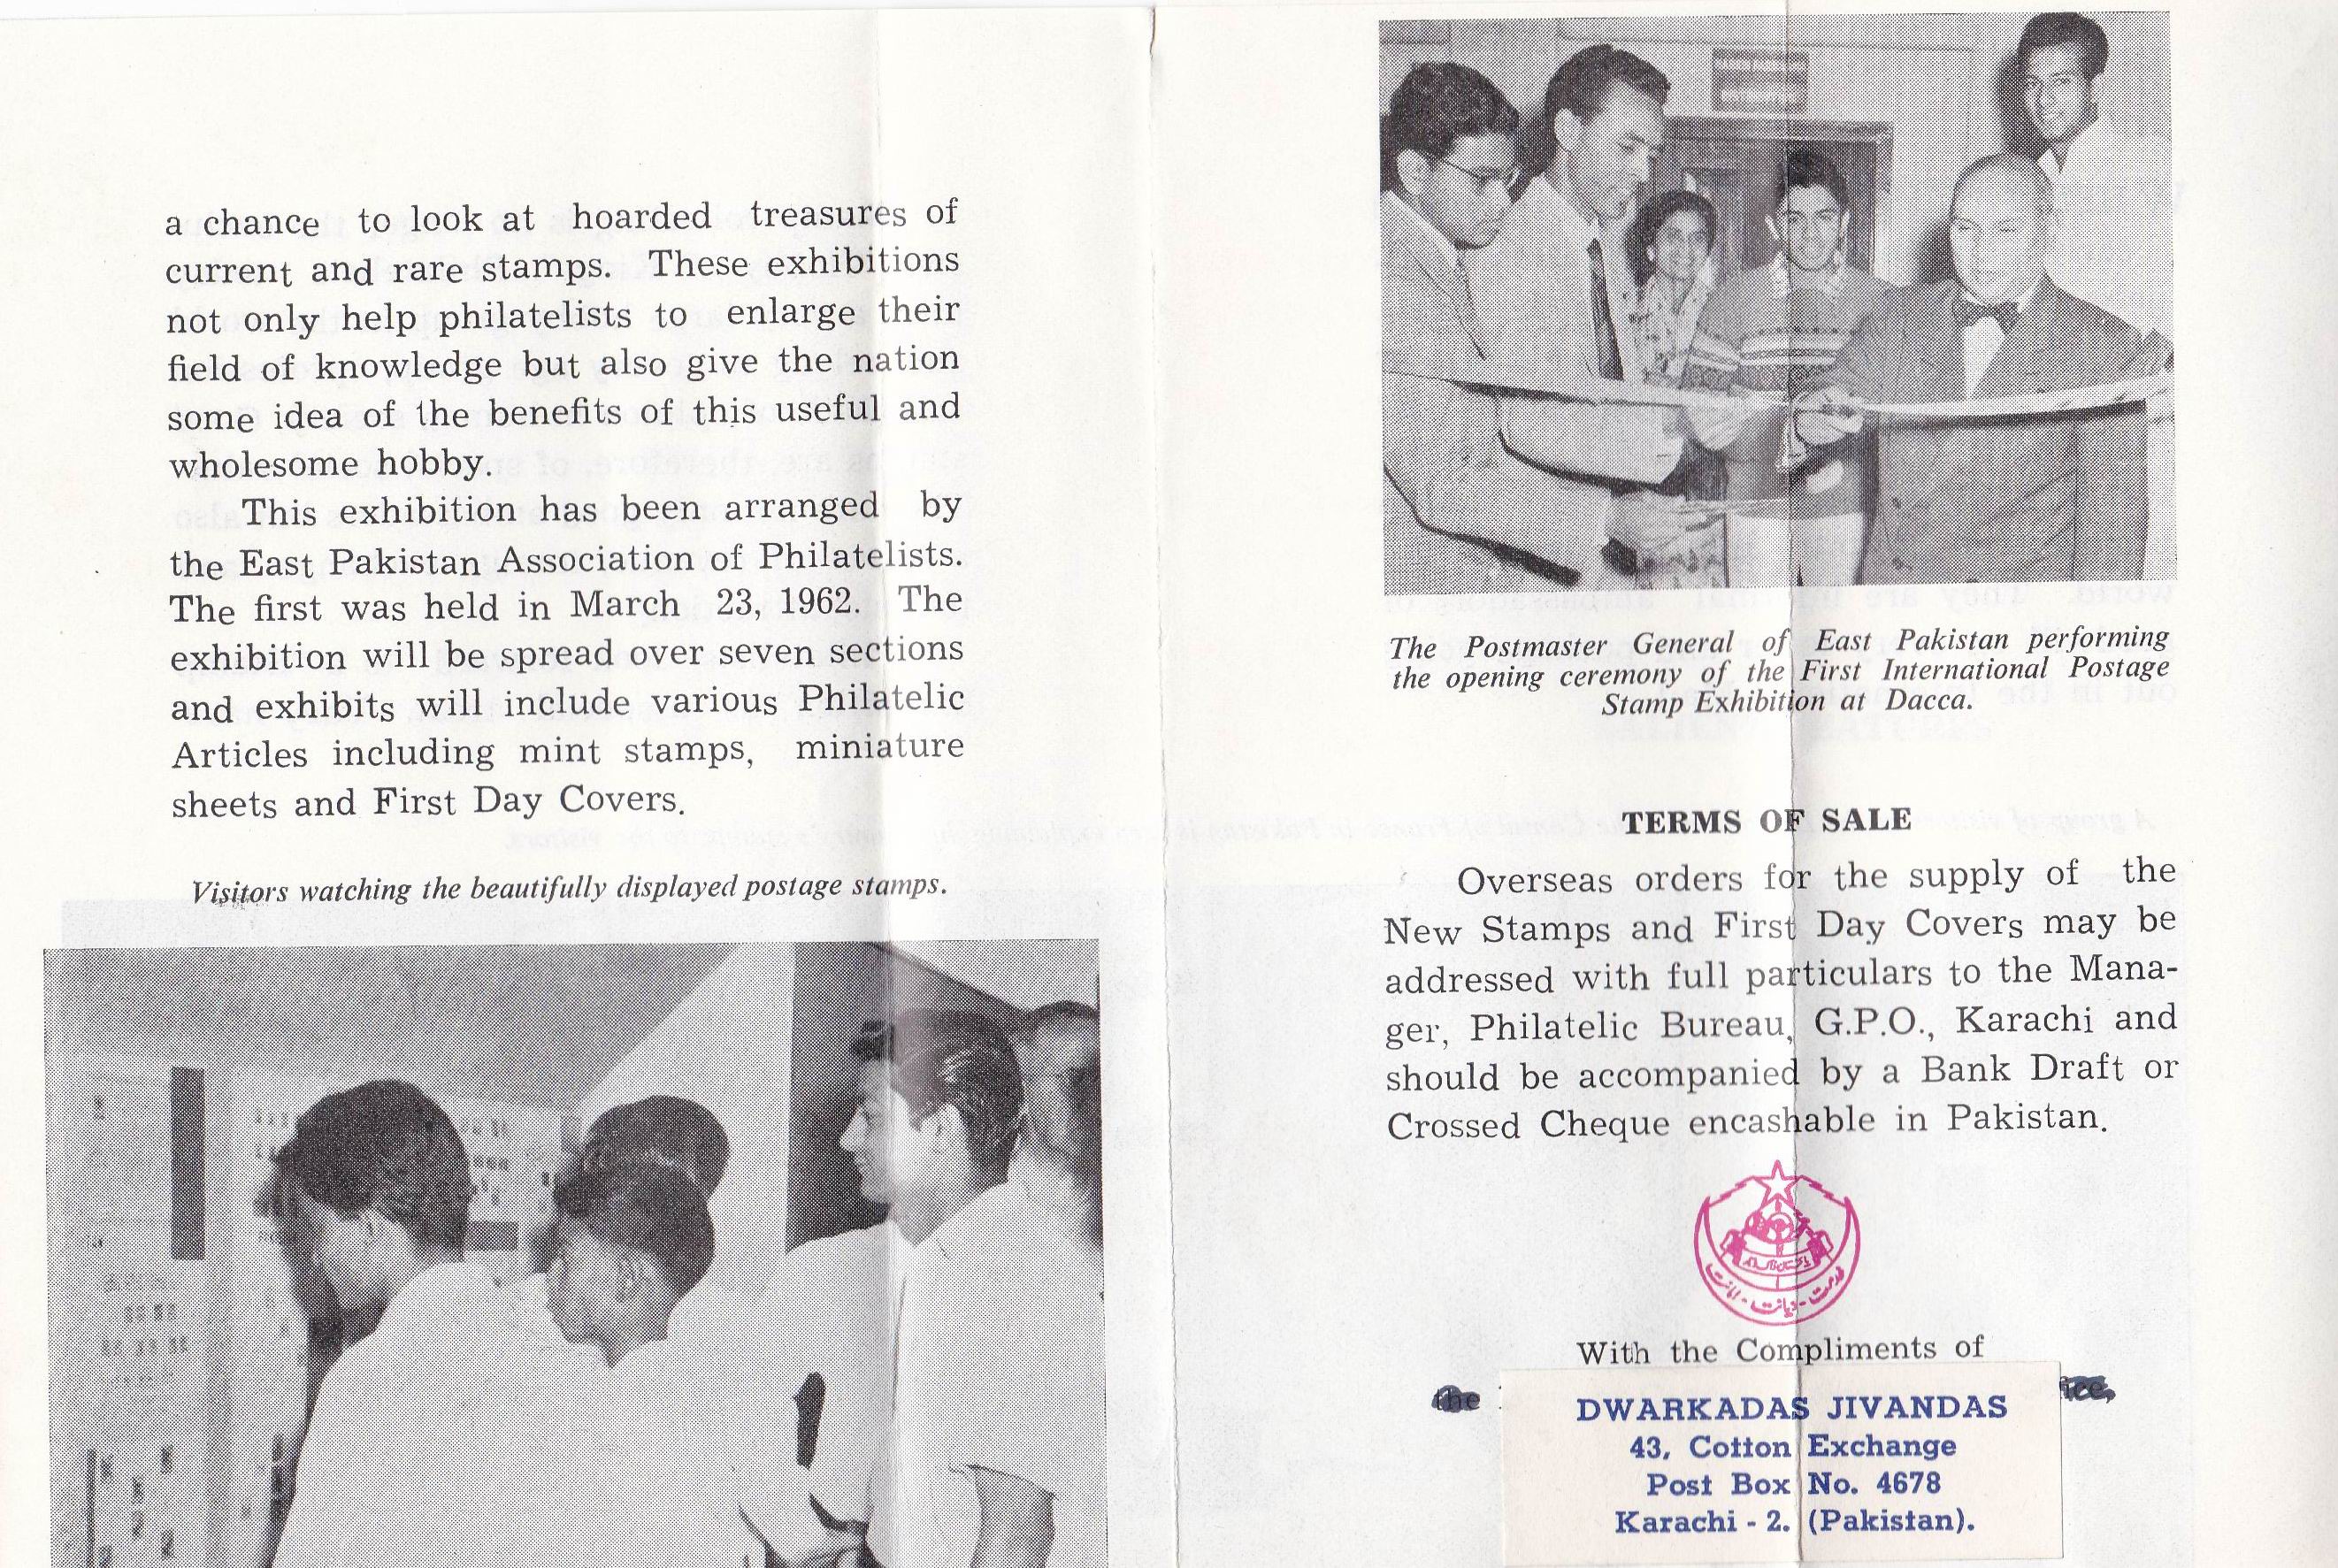 a chance to look at hoarded treasures of
current and rare stamps. These exhibitions
not only help philatelists to enlarge their
field of knowledge but also give the nation
some idea of the benefits of this useful and
wholesome hobby.
This exhibition has been arranged by
the East Pakistan Association of Philatelists.
The first was held in March 23, 1962. The
exhibition will be spread over seven sections
and exhibits will include various Philatelic
Articles including mint stamps, miniature
sheets and First Day Covers.
Visitors watching the beautifully displayed postage stamps.
The Postmaster General of East Pakistan performing
the opening ceremony of the First International Postage
Stamp Exhibition at Dacca.
TERMS OF SALE
Overseas orders for the supply of the
New Stamps and First Day Covers may be
addressed with full particulars to the Mana-
ger, Philatelic Bureau, G.P.O., Karachi and
should be accompanied by a Bank Draft or
Crossed Cheque encashable in Pakistan.
خدمت - دیانت - امانت
With the Compliments of
the
DWARKADAS JIVANDAS
43, Cotton Exchange
Post Box No. 4678
Karachi - 2. (Pakistan).